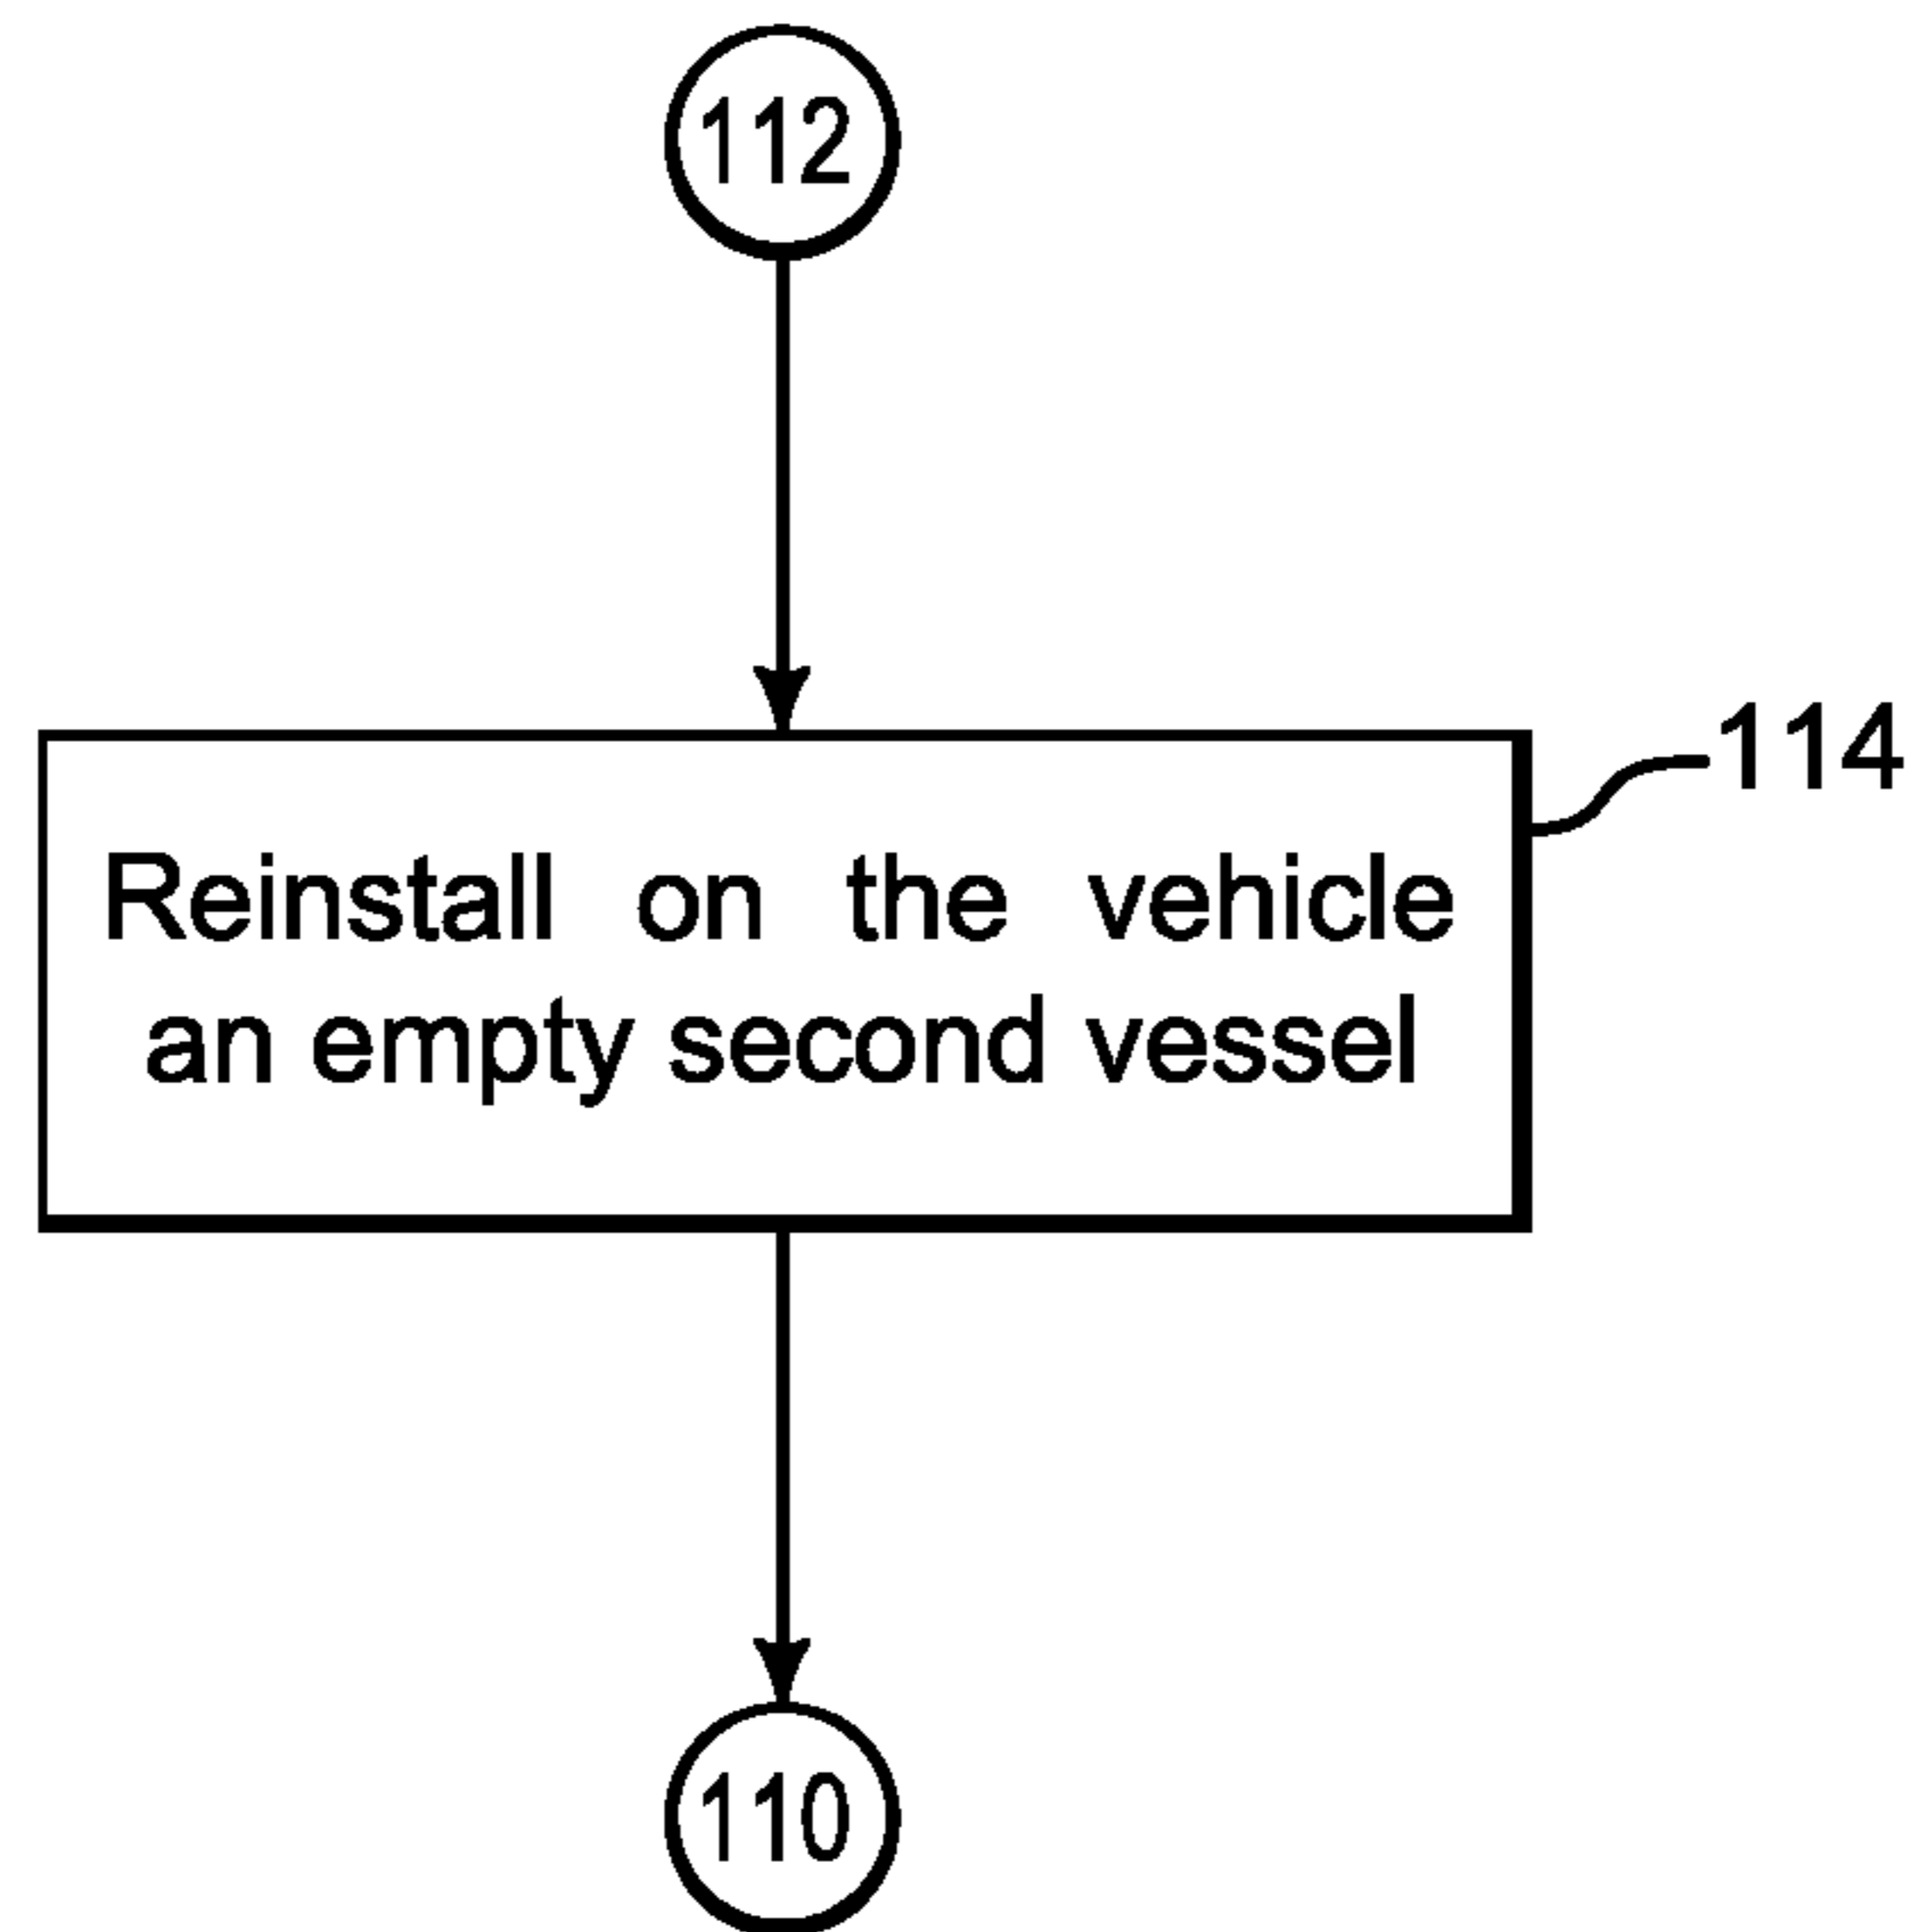 112
114
Reinstall on the vehicle
an empty second vessel
110